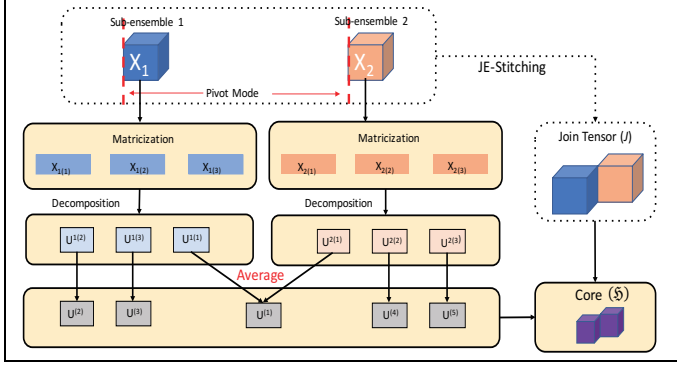 Sub-ensemble 1
Sub-ensemble 2
X1
X2
Pivot Mode
JE-Stitching
Matricization
X1(1)
X1(2)
X1(3)
Matricization
X2(1)
X2(2)
X2(3)
Join Tensor (J)
Decomposition
Decomposition
U1(2)
U1(3)
U1(1)
U2(1)
U2(2)
U2(3)
Average
U(2)
U(3)
U(1)
U(4)
U(5)
Core (ℌ)